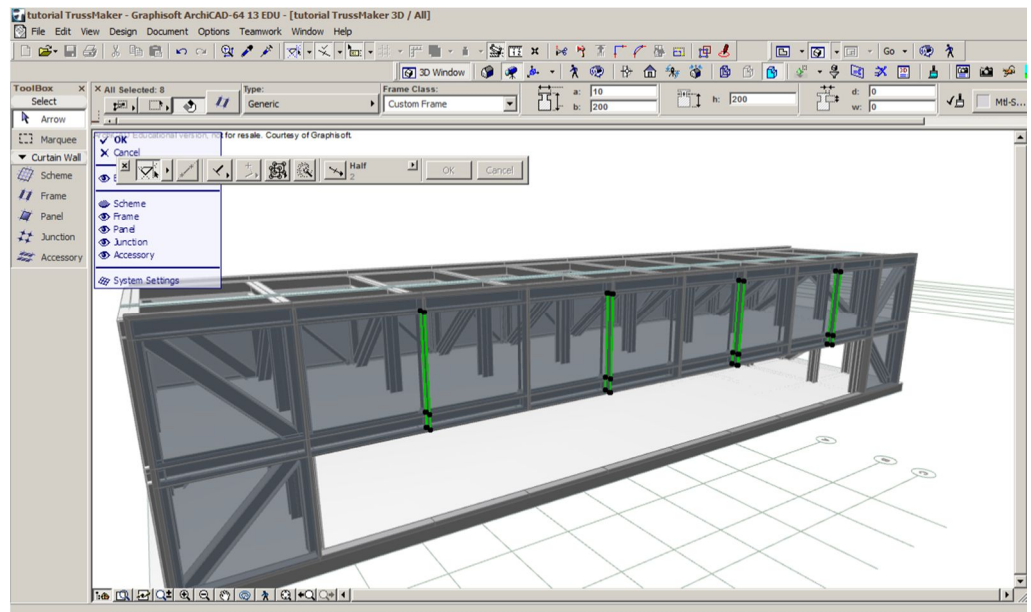 tutorial TrussMaker - Graphisoft ArchiCAD-64 13 EDU - [tutorial TrussMaker 3D / All]
File Edit View Design Document Options Teamwork Window Help
Go
3D Window
ToolBox
Select
Arrow
Marquee
Curtain Wall
Scheme
Frame
Panel
Junction
Accessory
All Selected: 8
Type:
Generic
Frame Class:
Custom Frame
a: 10
b: 200
h: 200
d: 0
w: 0
Mtl-S...
not for resale. Courtesy of Graphisoft.
OK
Cancel
Half
2
OK
Cancel
Scheme
Frame
Panel
Junction
Accessory
System Settings